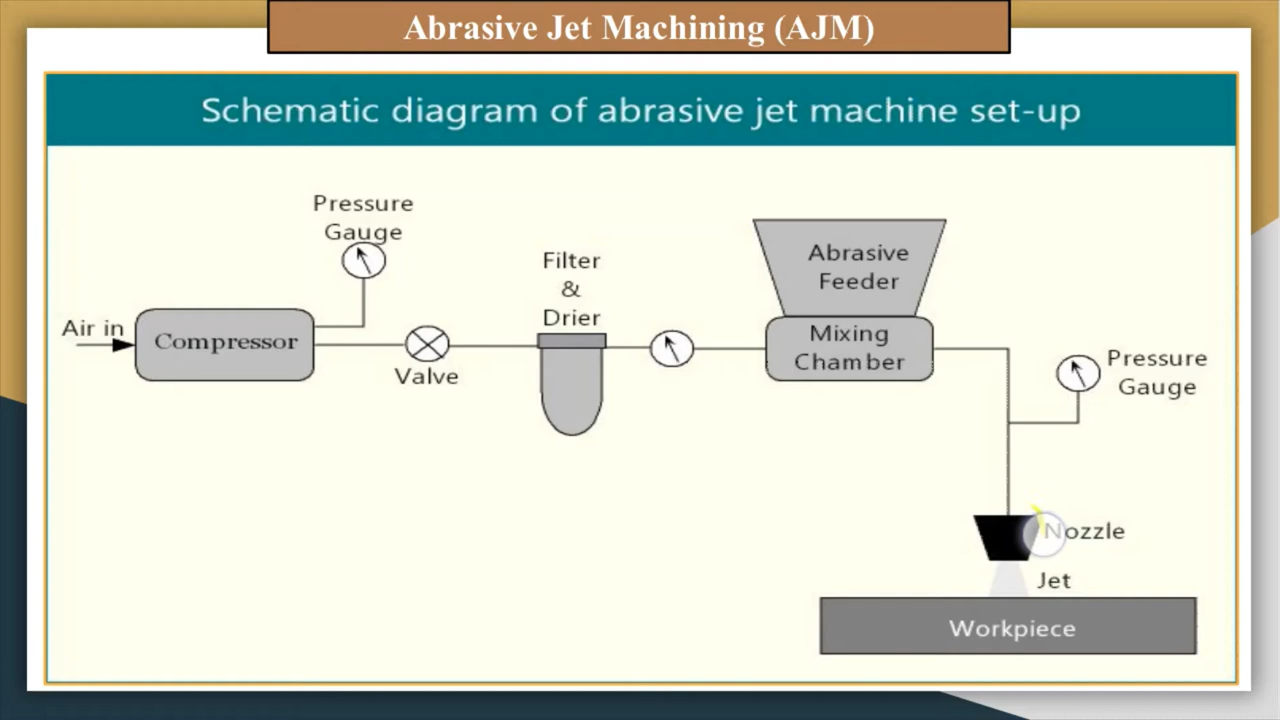 Abrasive Jet Machining (AJM)
Schematic diagram of abrasive jet machine set-up
Pressure
Gauge
Filter
&
Drier
Abrasive
Feeder
Air in
Compressor
Valve
Mixing
Chamber
Pressure
Gauge
Nozzle
Jet
Workpiece